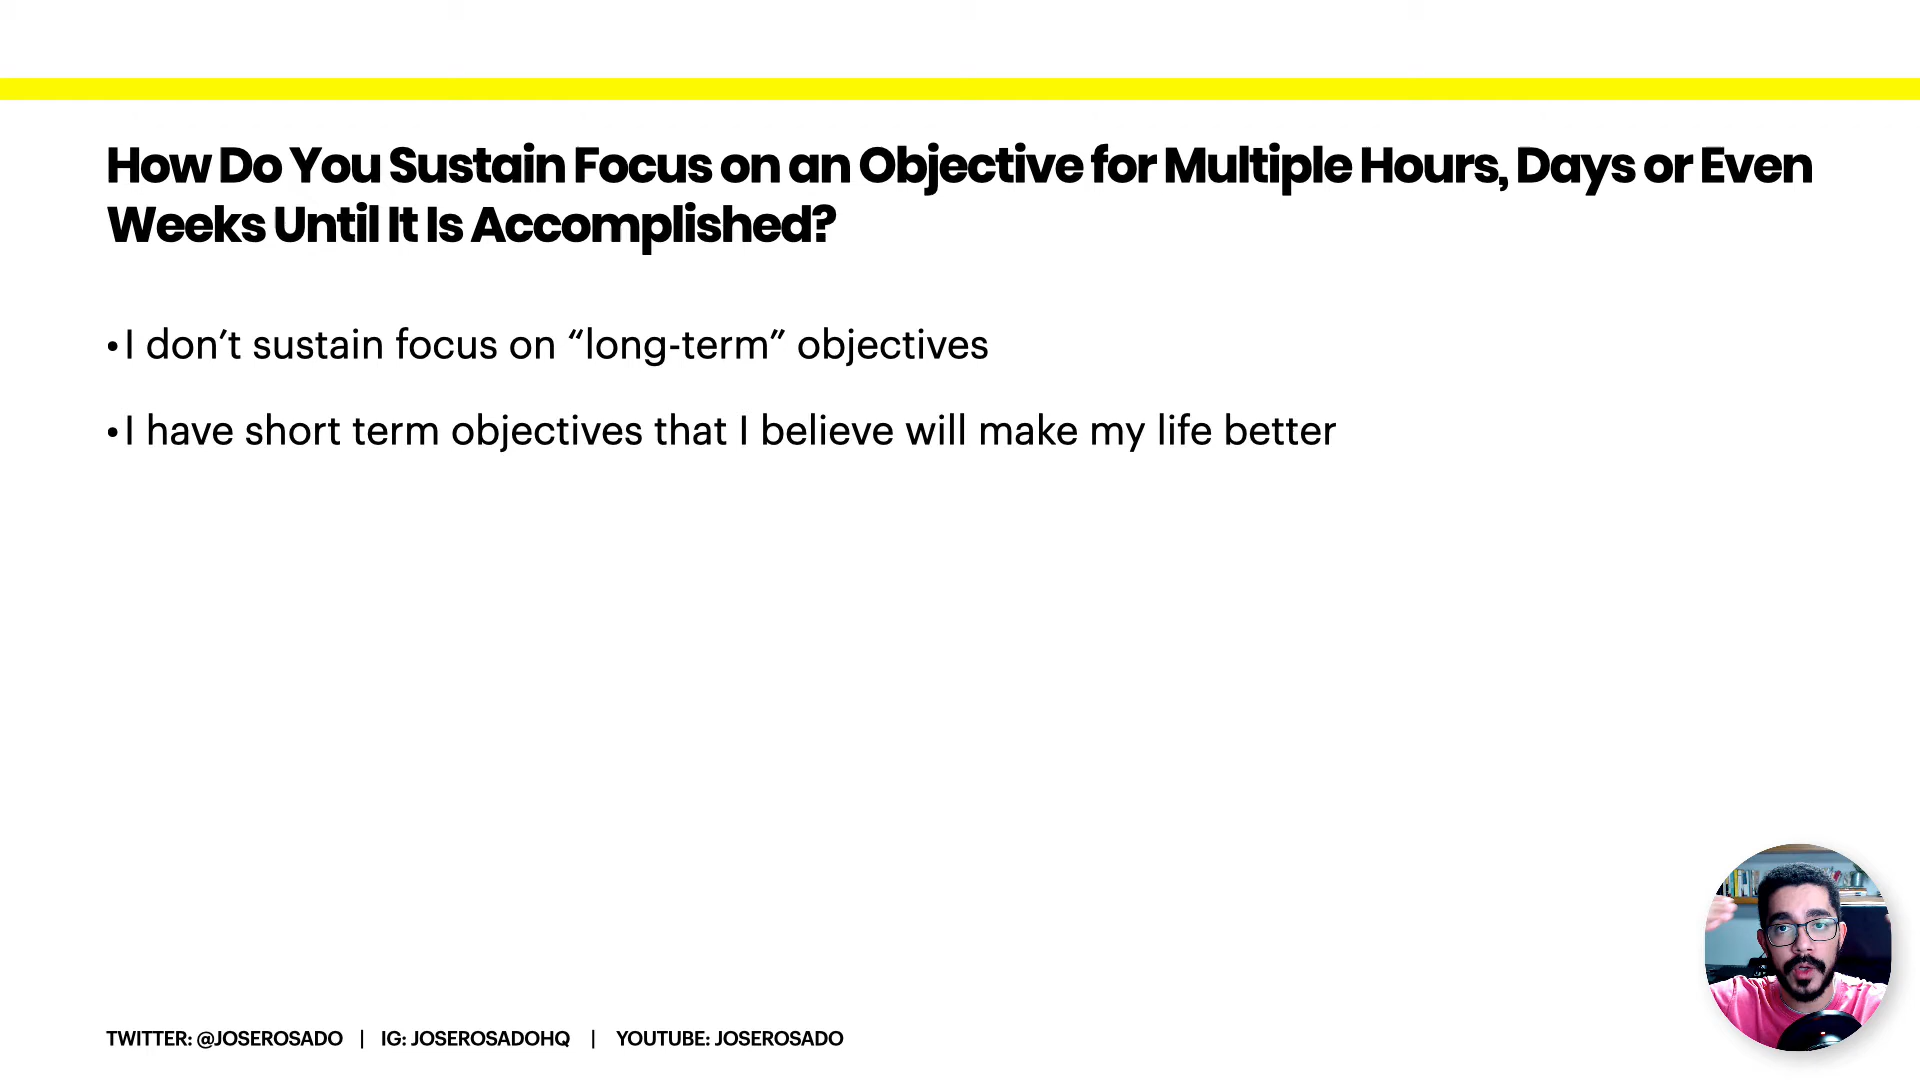 How Do You Sustain Focus on an Objective for Multiple Hours, Days or Even
Weeks Until It Is Accomplished?
• I don’t sustain focus on “long-term” objectives
• I have short term objectives that I believe will make my life better
TWITTER: @JOSEROSADO | IG: JOSEROSADOHQ | YOUTUBE: JOSEROSADO